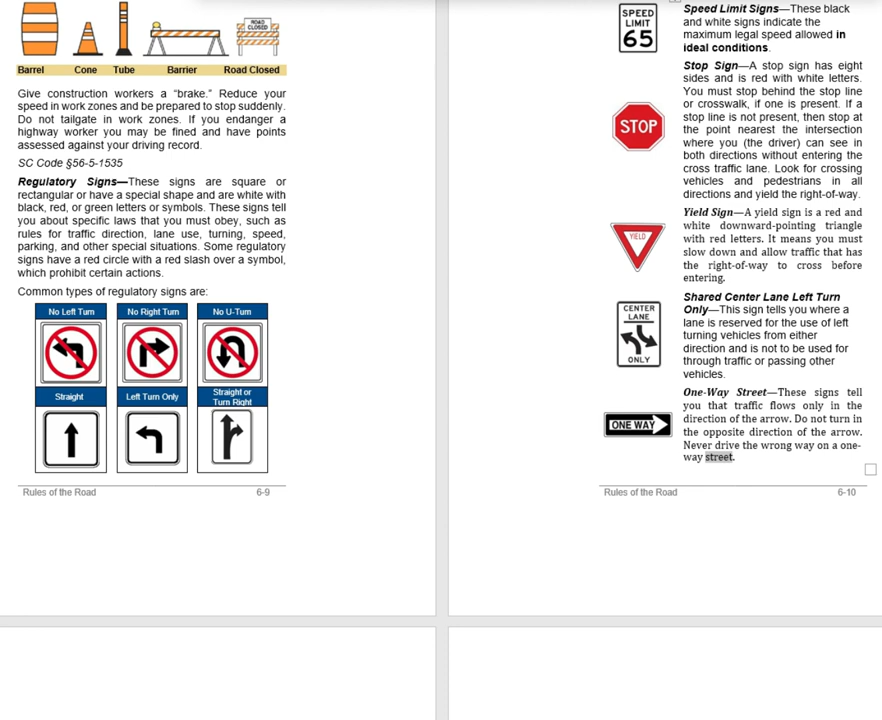 ROAD
CLOSED
Barrel Cone Tube Barrier Road Closed
Give construction workers a “brake.” Reduce your
speed in work zones and be prepared to stop suddenly.
Do not tailgate in work zones. If you endanger a
highway worker you may be fined and have points
assessed against your driving record.
SC Code §56-5-1535
Regulatory Signs—These signs are square or
rectangular or have a special shape and are white with
black, red, or green letters or symbols. These signs tell
you about specific laws that you must obey, such as
rules for traffic direction, lane use, turning, speed,
parking, and other special situations. Some regulatory
signs have a red circle with a red slash over a symbol,
which prohibit certain actions.
Common types of regulatory signs are:
No Left Turn No Right Turn No U-Turn
Straight Left Turn Only Straight or
Turn Right
Rules of the Road 6-9
SPEED
LIMIT
65
Speed Limit Signs—These black
and white signs indicate the
maximum legal speed allowed in
ideal conditions.
STOP
Stop Sign—A stop sign has eight
sides and is red with white letters.
You must stop behind the stop line
or crosswalk, if one is present. If a
stop line is not present, then stop at
the point nearest the intersection
where you (the driver) can see in
both directions without entering the
cross traffic lane. Look for crossing
vehicles and pedestrians in all
directions and yield the right-of-way.
YIELD
Yield Sign—A yield sign is a red and
white downward-pointing triangle
with red letters. It means you must
slow down and allow traffic that has
the right-of-way to cross before
entering.
CENTER
LANE
ONLY
Shared Center Lane Left Turn
Only—This sign tells you where a
lane is reserved for the use of left
turning vehicles from either
direction and is not to be used for
through traffic or passing other
vehicles.
ONE WAY
One-Way Street—These signs tell
you that traffic flows only in the
direction of the arrow. Do not turn in
the opposite direction of the arrow.
Never drive the wrong way on a one-
way street.
Rules of the Road 6-10